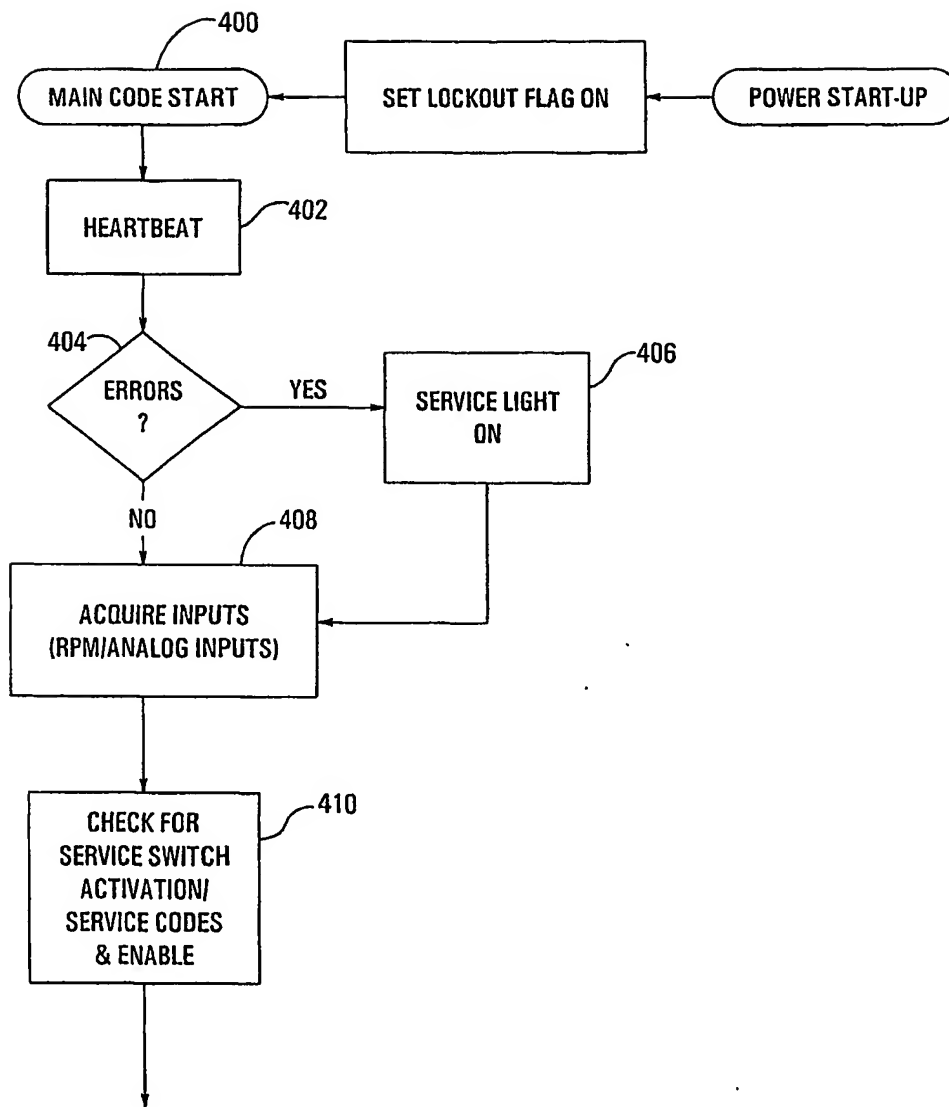 400
MAIN CODE START
SET LOCKOUT FLAG ON
POWER START-UP
HEARTBEAT
402
404
ERRORS
?
YES
SERVICE LIGHT
ON
406
NO
408
ACQUIRE INPUTS
(RPM/ANALOG INPUTS)
CHECK FOR
SERVICE SWITCH
ACTIVATION/
SERVICE CODES
& ENABLE
410